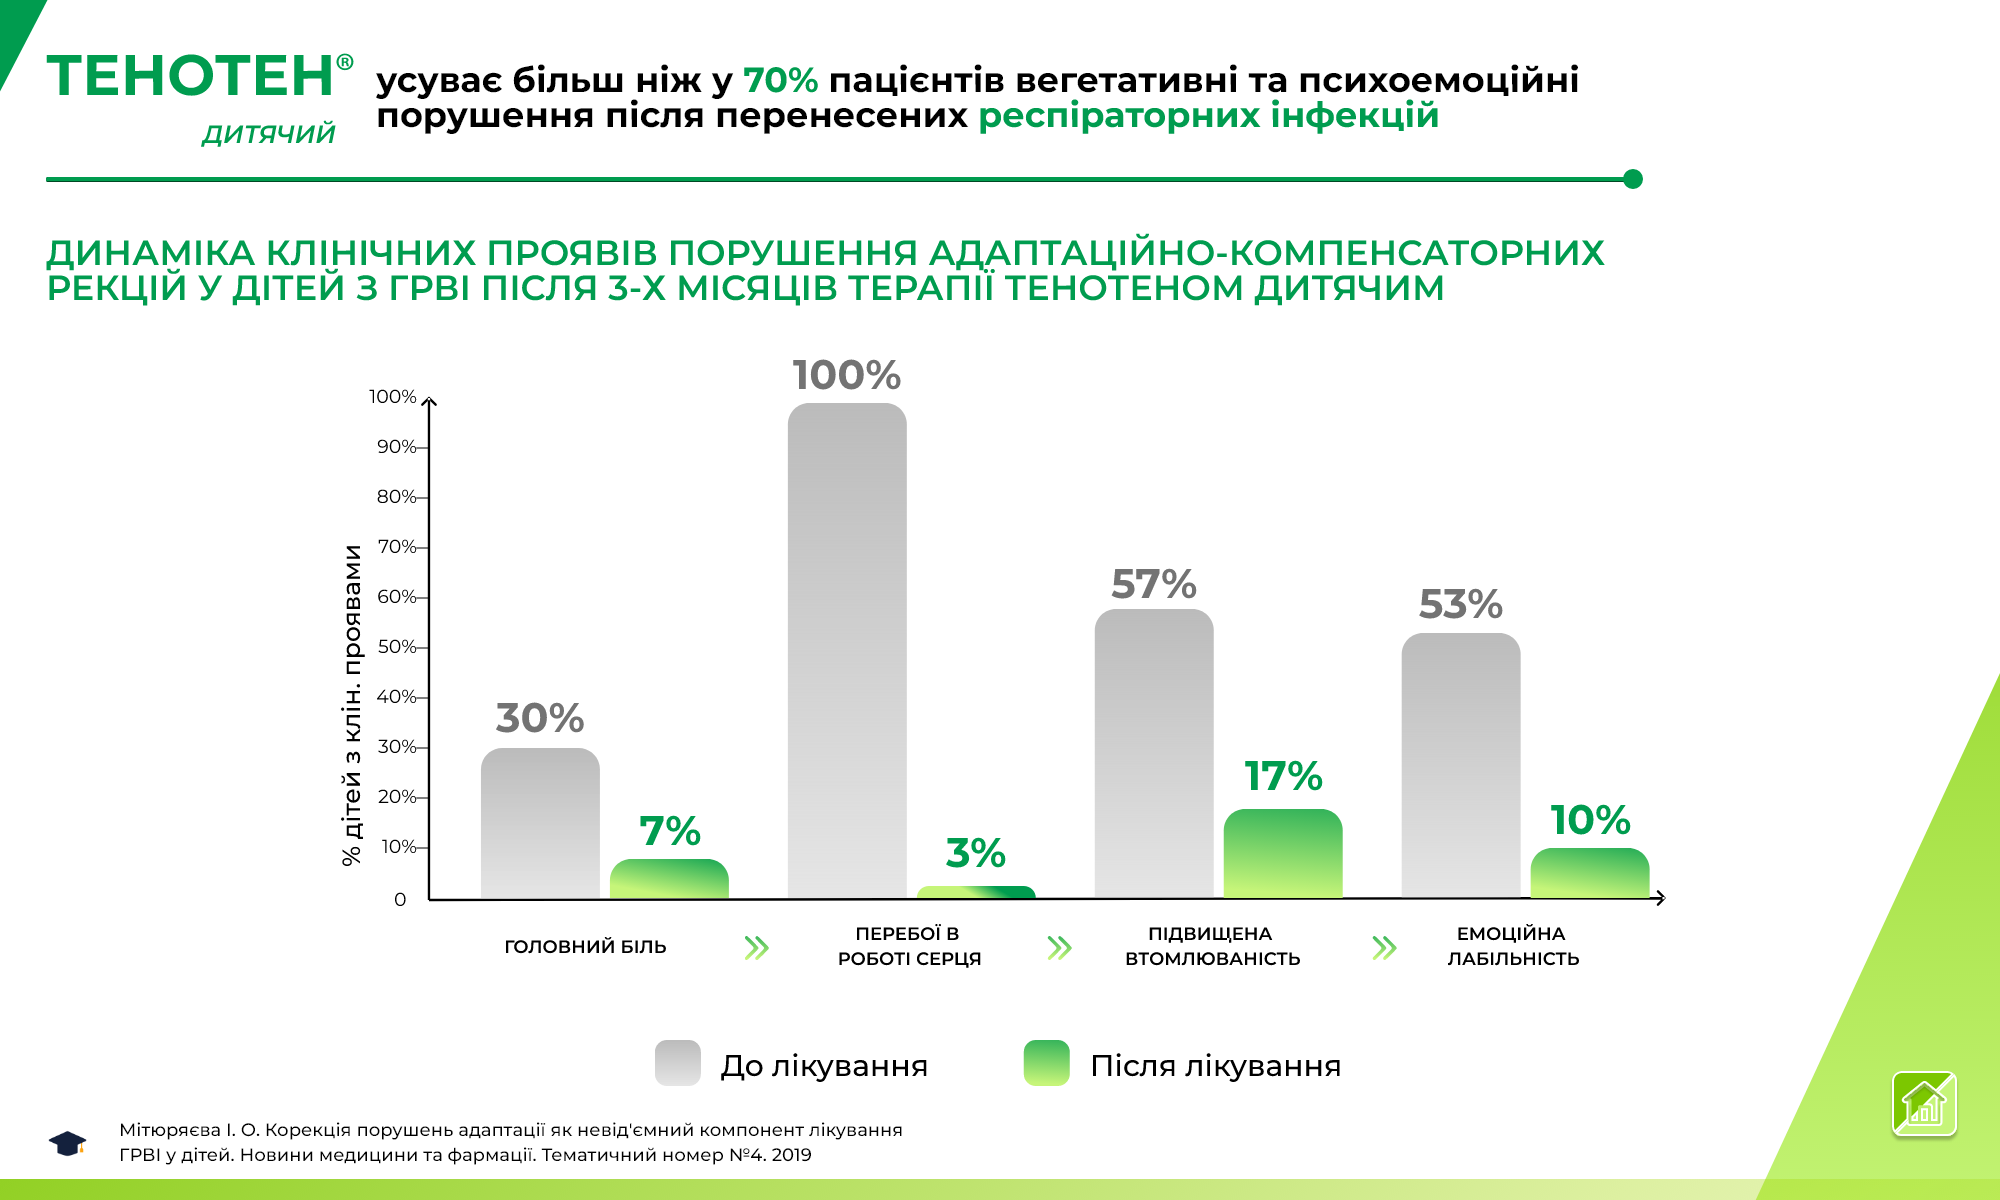 ТЕНОТЕН®
ДИТЯЧИЙ
усуває більш ніж у 70% пацієнтів вегетативні та психоемоційні
порушення після перенесених респіраторних інфекцій
ДИНАМІКА КЛІНІЧНИХ ПРОЯВІВ ПОРУШЕННЯ АДАПТАЦІЙНО-КОМПЕНСАТОРНИХ
РЕКЦІЙ У ДІТЕЙ З ГРВІ ПІСЛЯ 3-Х МІСЯЦІВ ТЕРАПІЇ ТЕНОТЕНОМ ДИТЯЧИМ
% дітей з клін. проявами
100%
90%
80%
70%
60%
50%
40%
30%
20%
10%
0
30%
7%
100%
3%
57%
17%
53%
10%
ГОЛОВНИЙ БІЛЬ
ПЕРЕБОЇ В
РОБОТІ СЕРЦЯ
ПІДВИЩЕНА
ВТОМЛЮВАНІСТЬ
ЕМОЦІЙНА
ЛАБІЛЬНІСТЬ
До лікування
Після лікування
Мітюряєва І. О. Корекція порушень адаптації як невід'ємний компонент лікування
ГРВІ у дітей. Новини медицини та фармації. Тематичний номер №4. 2019